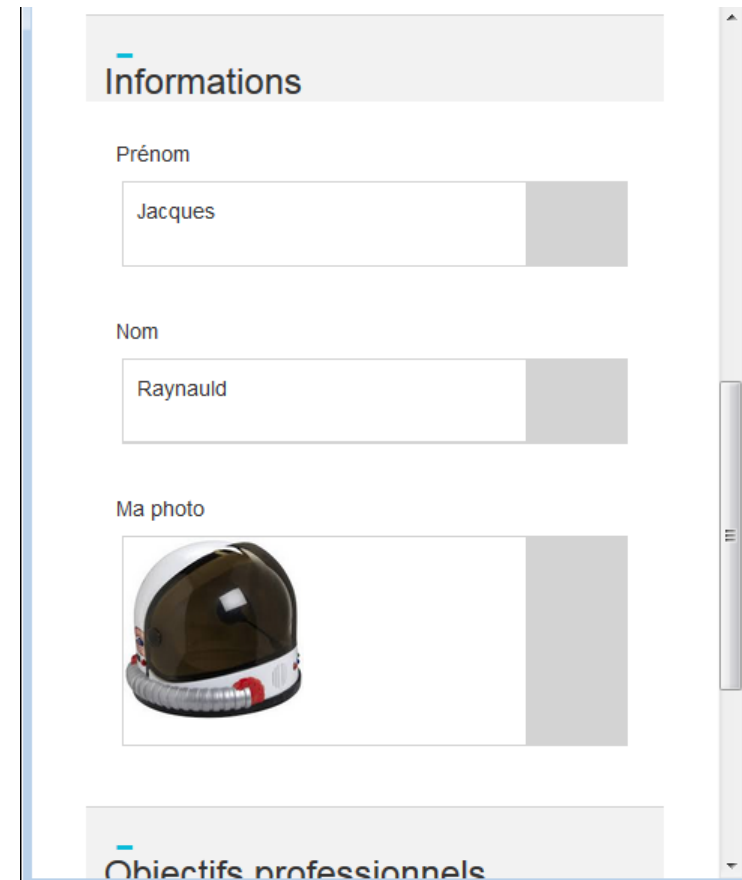 Informations
Prénom
Jacques
Nom
Raynauld
Ma photo
Objectifs professionnels